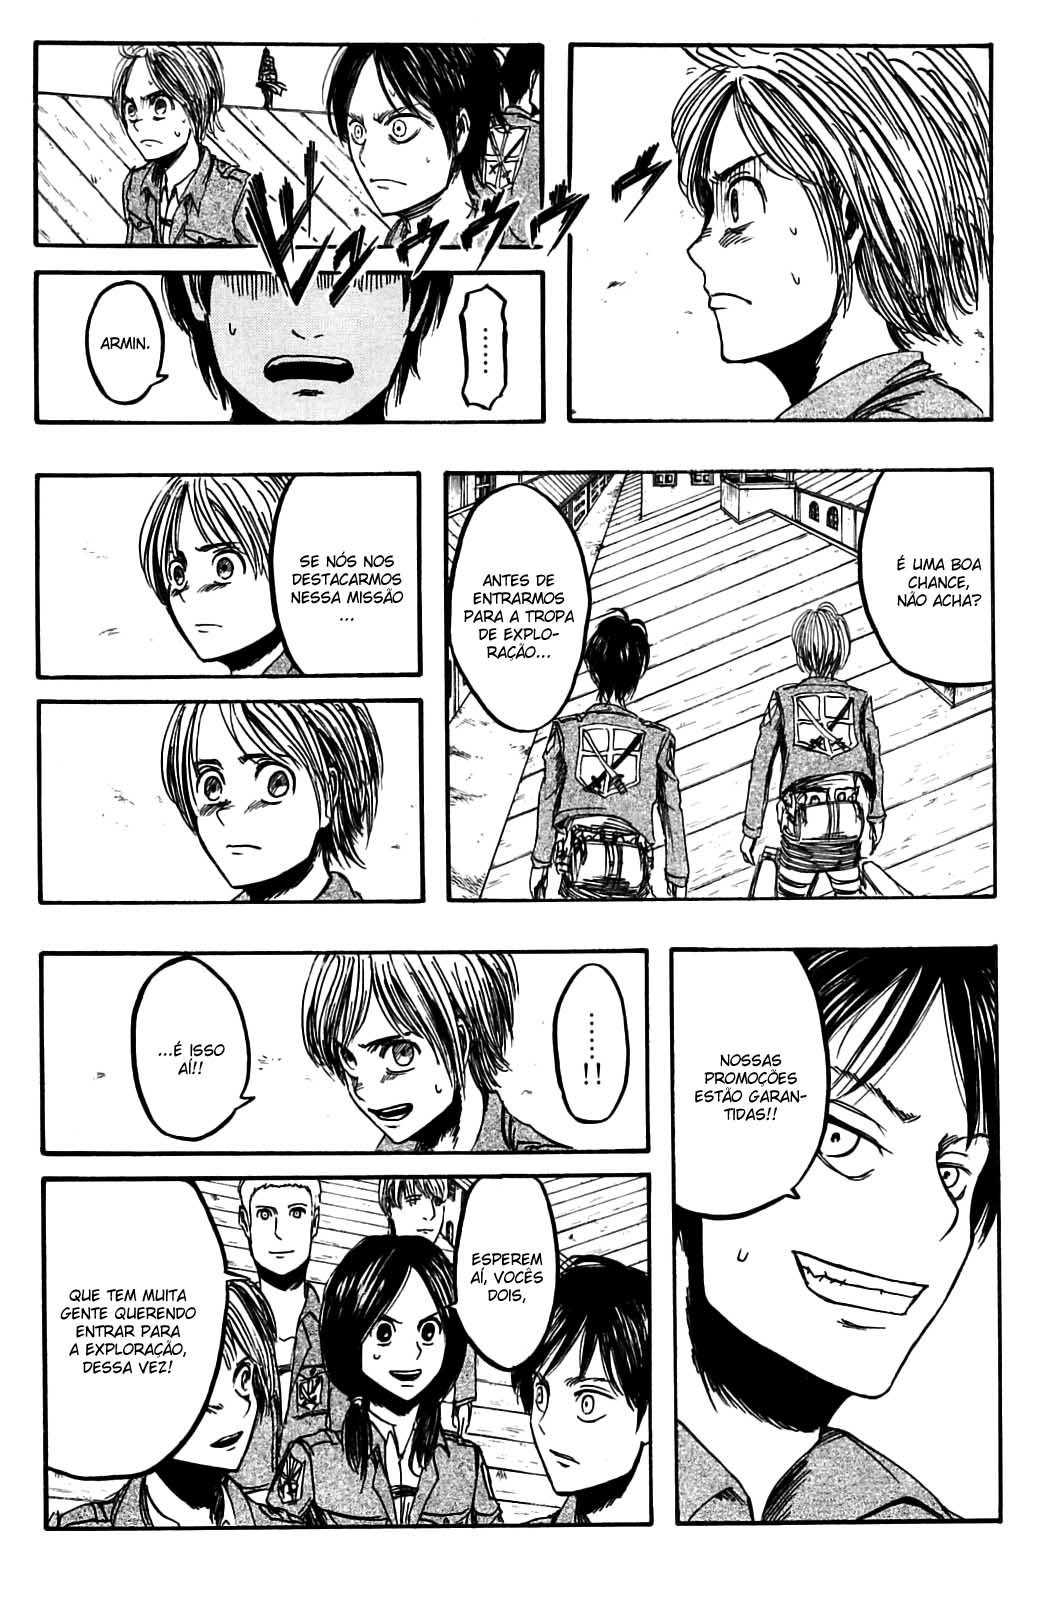 ......
ARMIN.
É UMA BOA
CHANCE,
NÃO ACHA?
ANTES DE
ENTRARMOS
PARA A TROPA
DE EXPLO-
RAÇÃO...
SE NÓS NOS
DESTACARMOS
NESSA MISSÃO
...
NOSSAS
PROMOÇÕES
ESTÃO GARAN-
TIDAS!!
......!!
...É ISSO
AÍ!!
ESPEREM
AÍ, VOCÊS
DOIS,
QUE TEM MUITA
GENTE QUERENDO
ENTRAR PARA
A EXPLORAÇÃO,
DESSA VEZ!